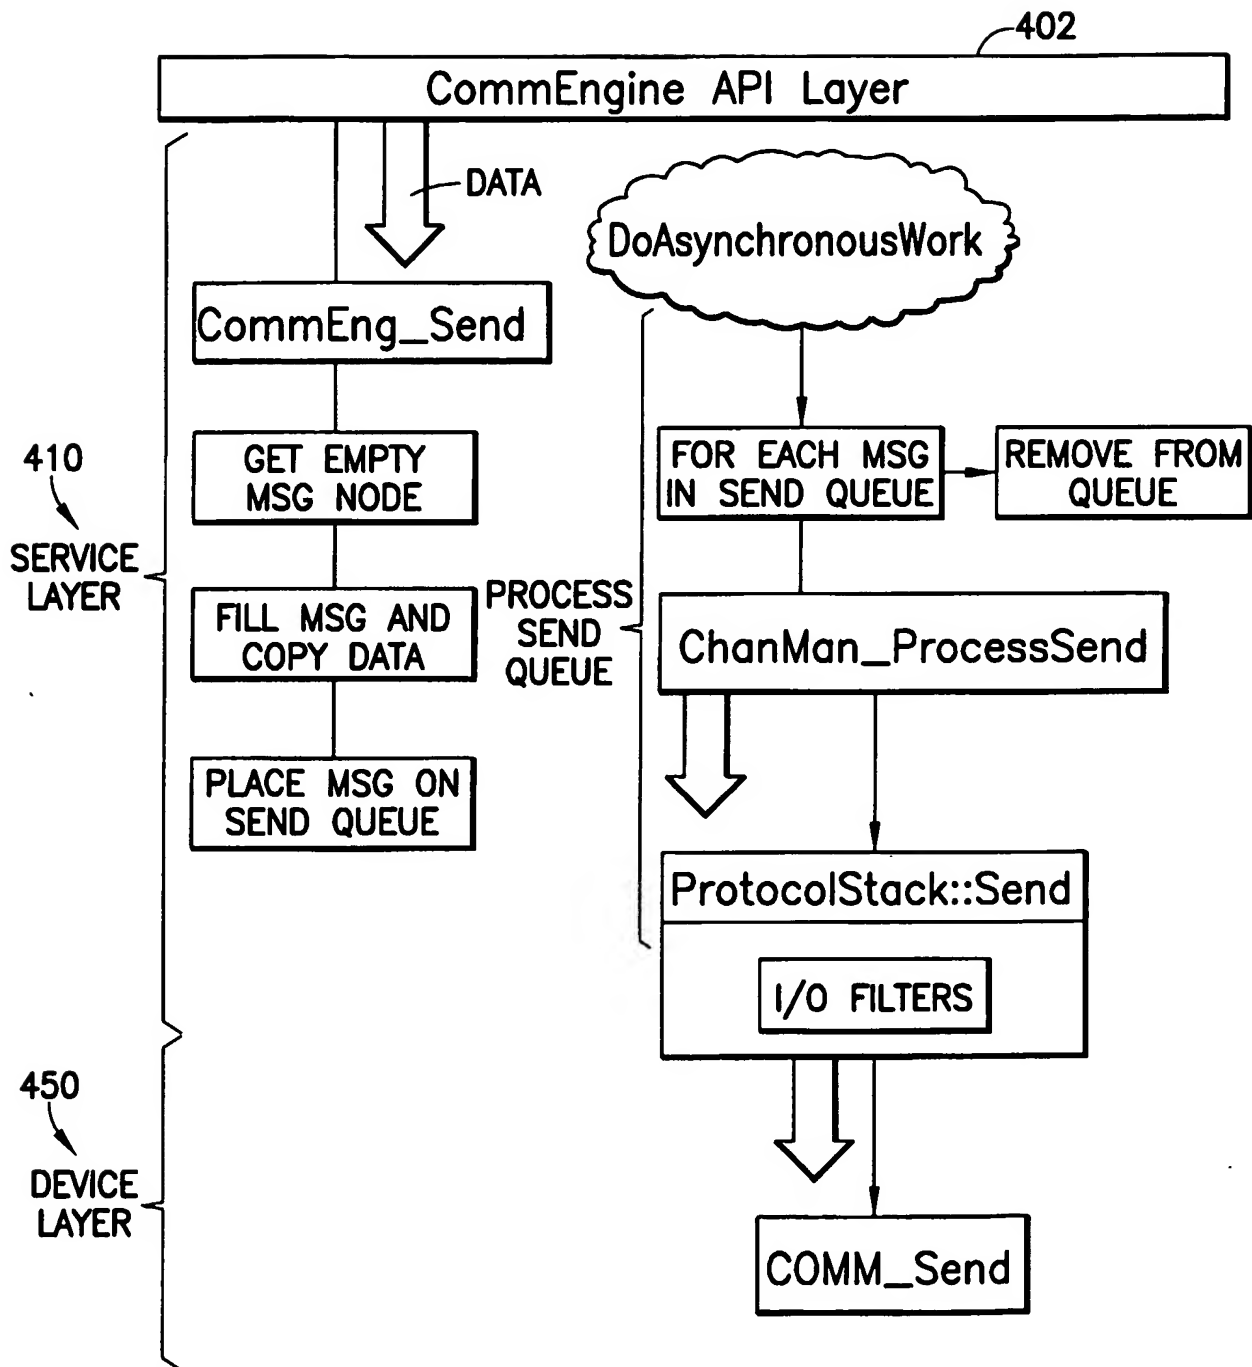 402
CommEngine API Layer
DATA
DoAsynchronousWork
CommEng_Send
410
SERVICE
LAYER
GET EMPTY
MSG NODE
FILL MSG AND
COPY DATA
PLACE MSG ON
SEND QUEUE
PROCESS
SEND
QUEUE
FOR EACH MSG
IN SEND QUEUE
REMOVE FROM
QUEUE
ChanMan_ProcessSend
ProtocolStack::Send
I/O FILTERS
450
DEVICE
LAYER
COMM_Send